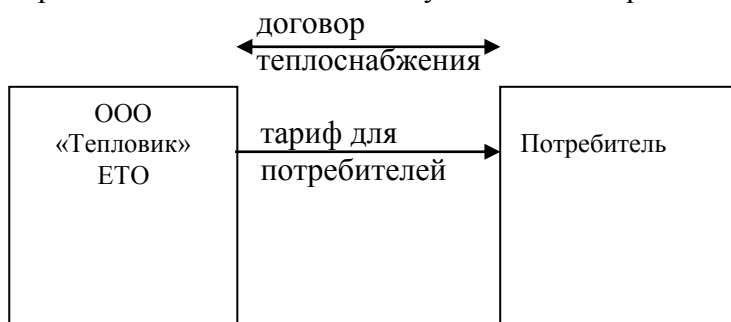 договор
теплоснабжения
ООО
«Тепловик»
ЕТО
тариф для
потребителей
Потребитель